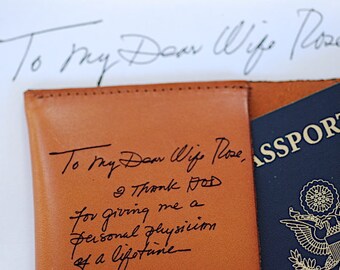 To My Dear Wife Rose,
To My Dear Wife Rose,
I Thank GOD
For giving me a
personal physician
of a lifetime
PASSPORT